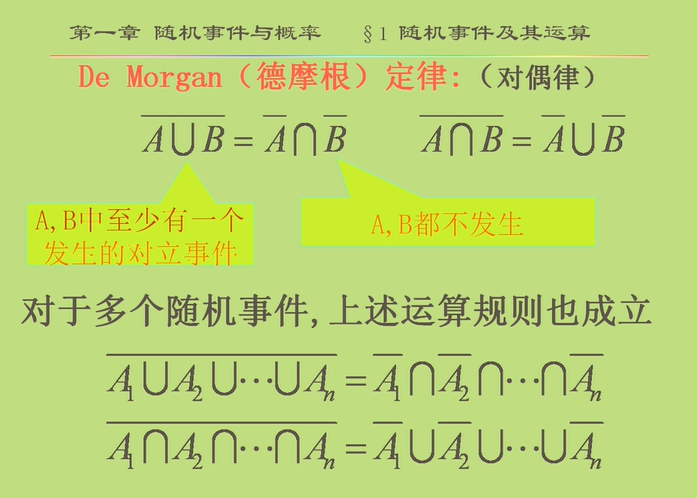 第一章 随机事件与概率 §1 随机事件及其运算
De Morgan（德摩根）定律:（对偶律）
$\overline{A \cup B} = \overline{A} \cap \overline{B}$ $\overline{A \cap B} = \overline{A} \cup \overline{B}$
A,B中至少有一个
发生的对立事件
A,B都不发生
对于多个随机事件,上述运算规则也成立
$\overline{A_1 \cup A_2 \cup \cdots \cup A_n} = \overline{A_1} \cap \overline{A_2} \cap \cdots \cap \overline{A_n}$
$\overline{A_1 \cap A_2 \cap \cdots \cap A_n} = \overline{A_1} \cup \overline{A_2} \cup \cdots \cup \overline{A_n}$